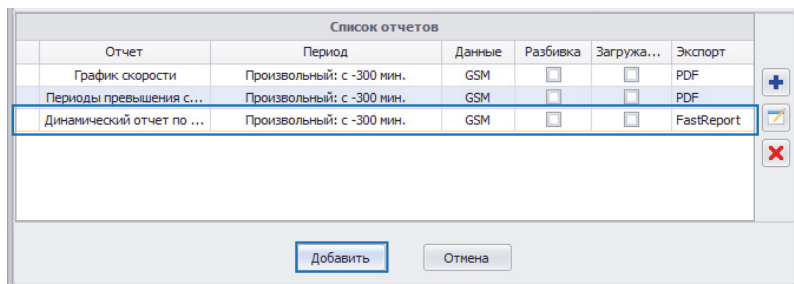 Список отчетов
Отчет Период Данные Разбивка Загружа... Экспорт
График скорости Произвольный: с -300 мин. GSM PDF
Периоды превышения с... Произвольный: с -300 мин. GSM PDF
Динамический отчет по ... Произвольный: с -300 мин. GSM FastReport
Добавить Отмена